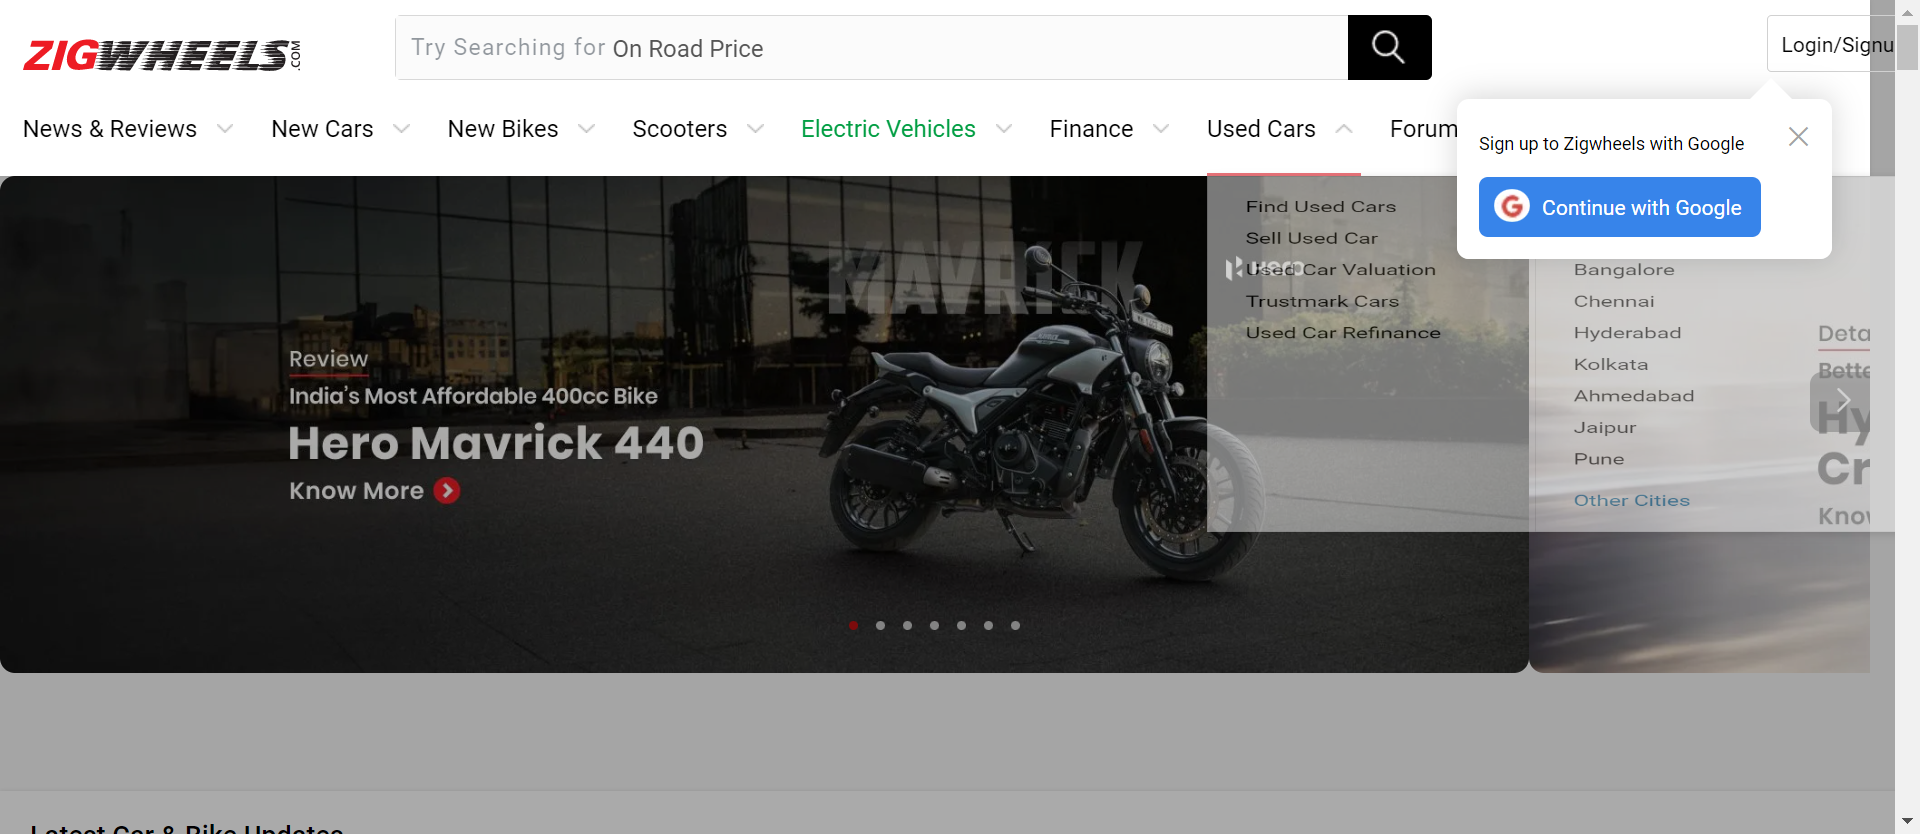 ZIGWHEELS.COM
Try Searching for On Road Price
Login/Signu
News & Reviews
New Cars
New Bikes
Scooters
Electric Vehicles
Finance
Used Cars
Forum
Sign up to Zigwheels with Google
Continue with Google
Find Used Cars
Sell Used Car
Used Car Valuation
Trustmark Cars
Used Car Refinance
Bangalore
Chennai
Hyderabad
Kolkata
Ahmedabad
Jaipur
Pune
Other Cities
MAVRICK
Hero
Review
India's Most Affordable 400cc Bike
Hero Mavrick 440
Know More
Deta
Bette
Hy
Cr
Know
Latest Car & Bike Updates